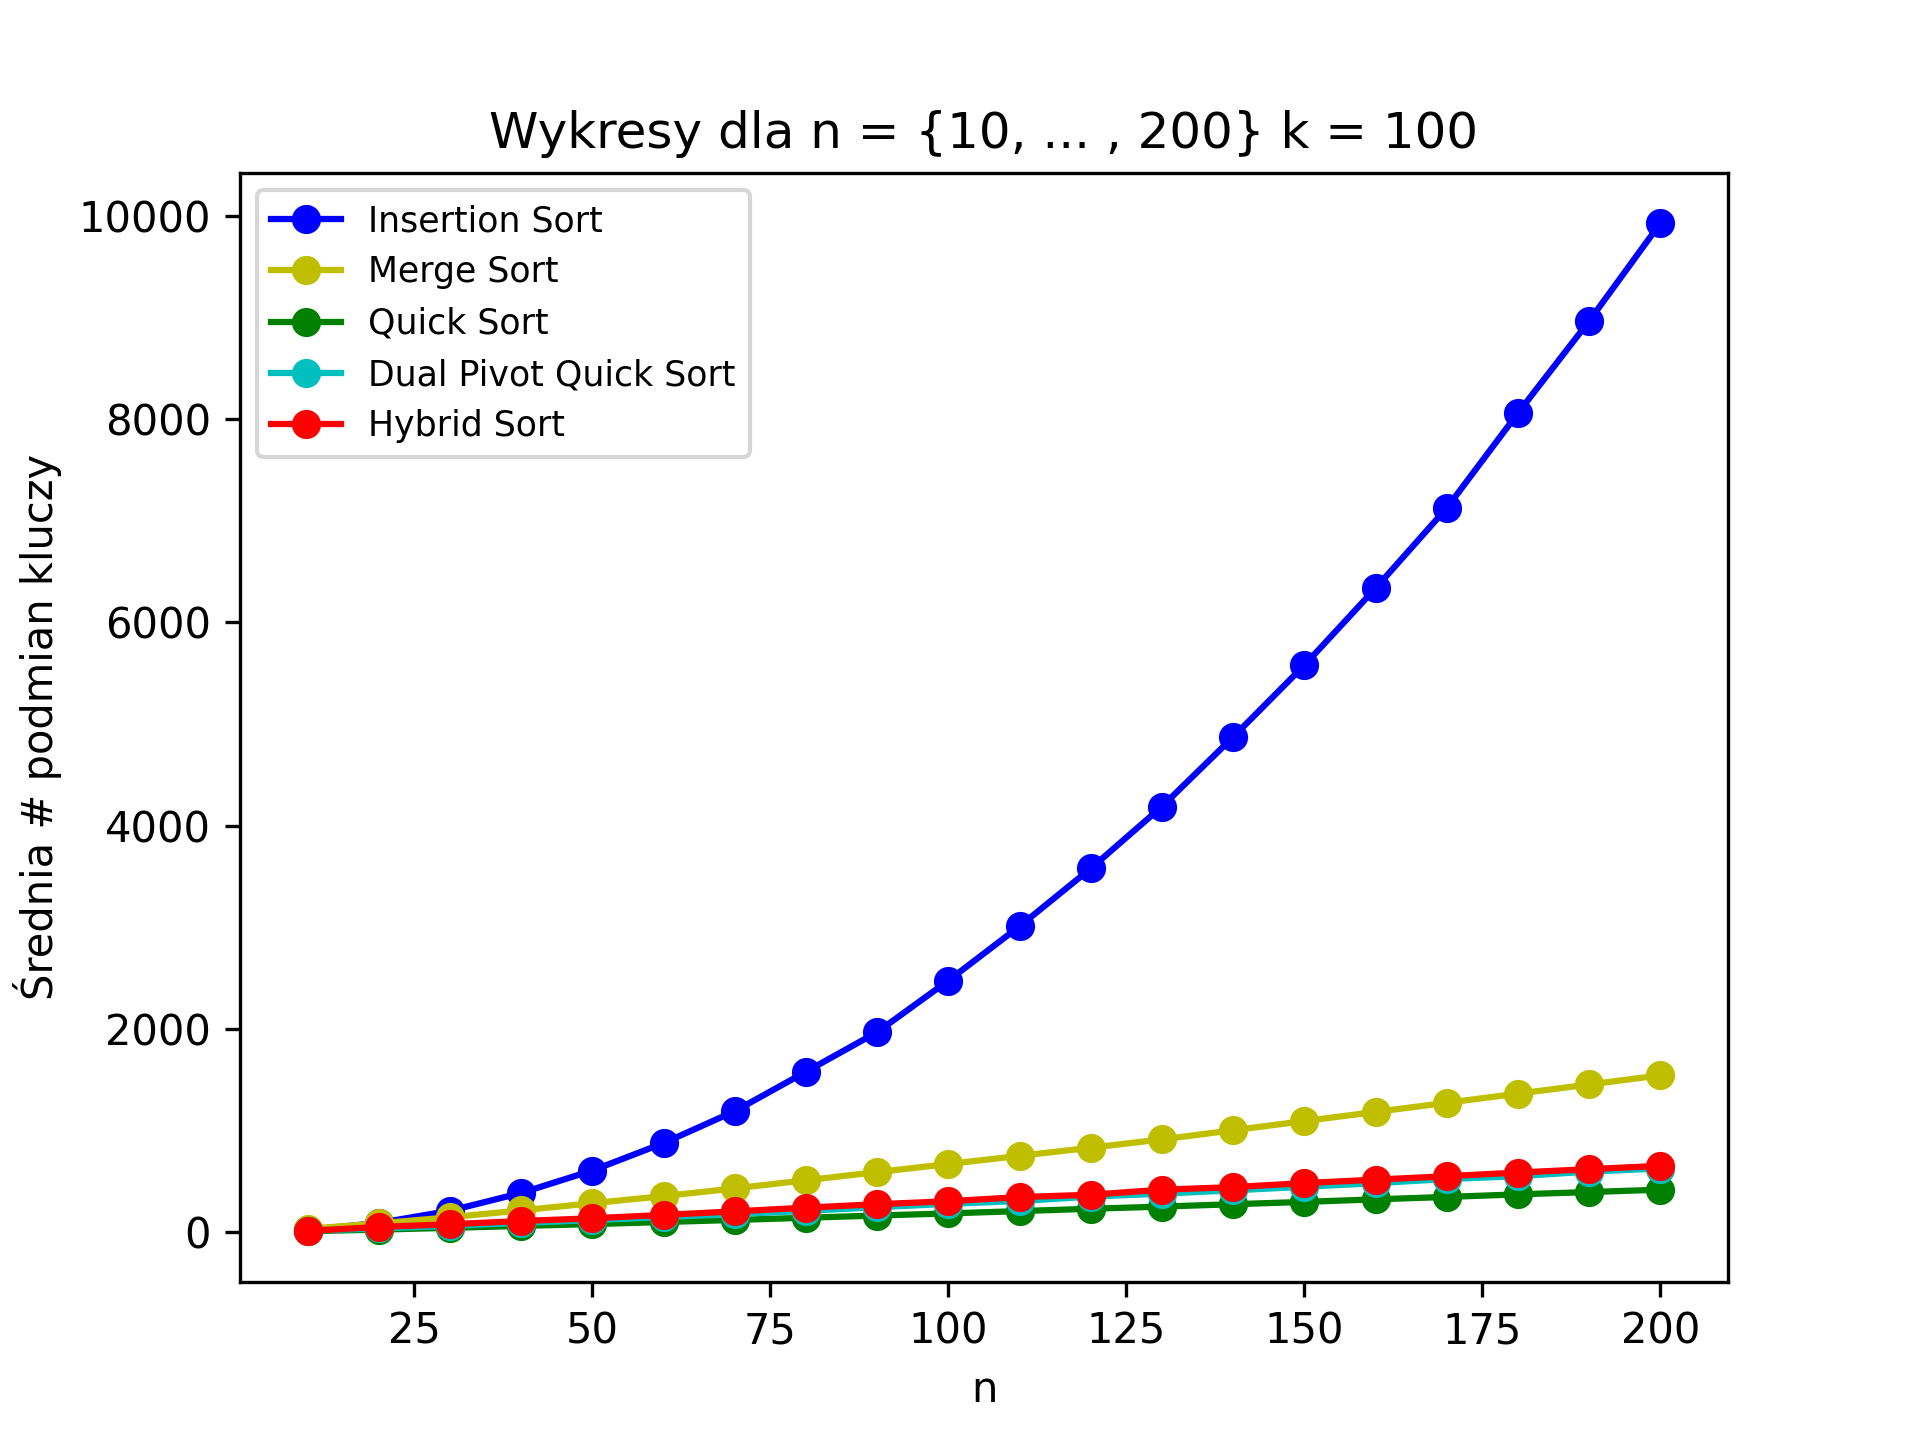 Wykresy dla n = {10, ... , 200} k = 100
Insertion Sort
Merge Sort
Quick Sort
Dual Pivot Quick Sort
Hybrid Sort
Średnia # podmian kluczy
10000
8000
6000
4000
2000
0
25 50 75 100 125 150 175 200
n